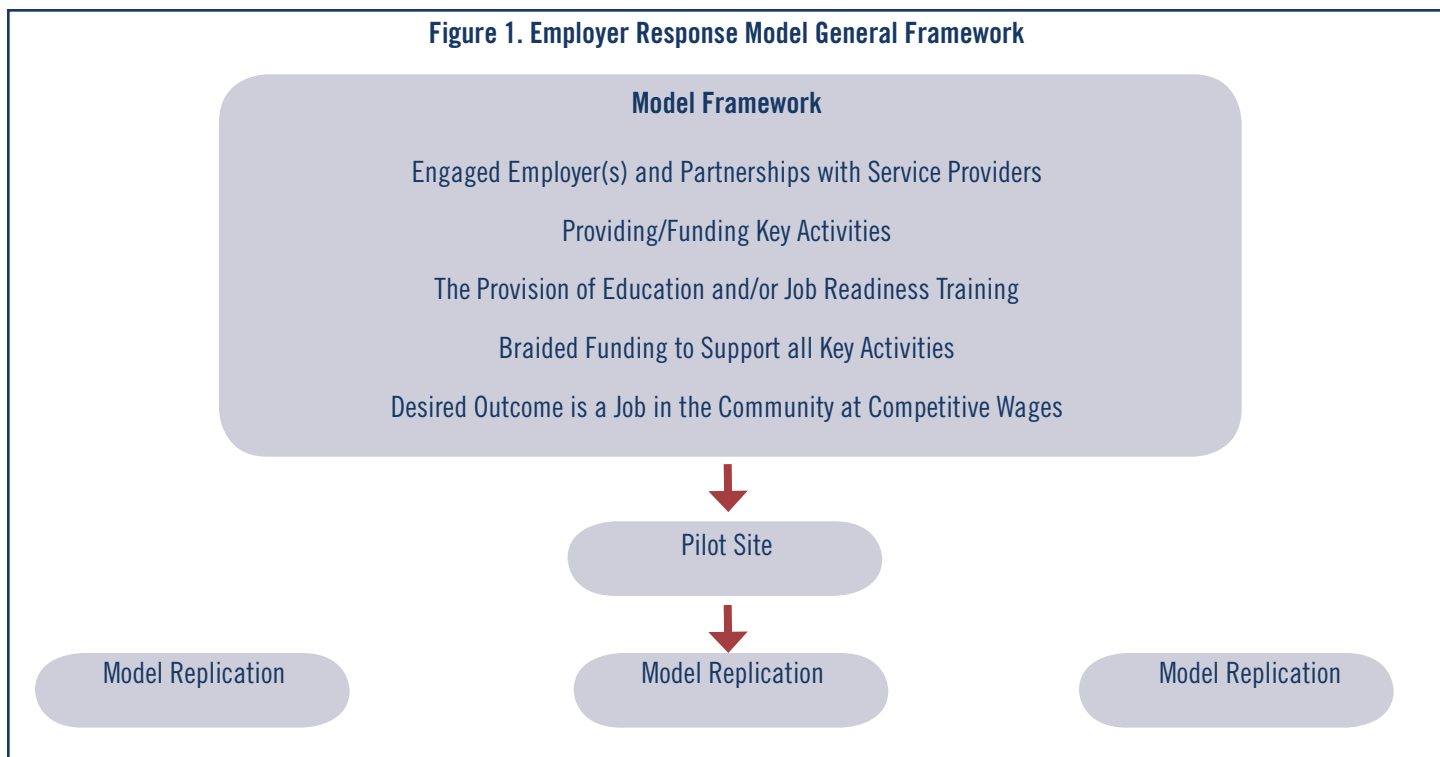 Figure 1. Employer Response Model General Framework
Model Framework
Engaged Employer(s) and Partnerships with Service Providers
Providing/Funding Key Activities
The Provision of Education and/or Job Readiness Training
Braided Funding to Support all Key Activities
Desired Outcome is a Job in the Community at Competitive Wages
Pilot Site
Model Replication
Model Replication
Model Replication